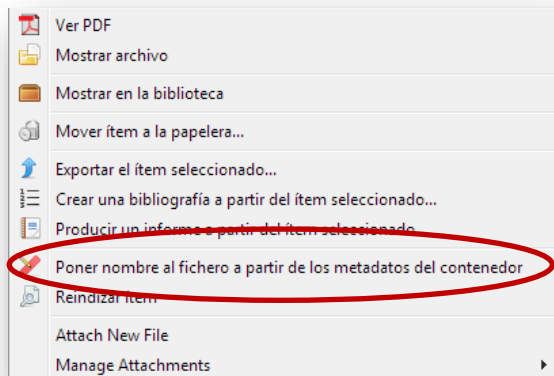 Ver PDF
Mostrar archivo
Mostrar en la biblioteca
Mover ítem a la papelera...
Exportar el ítem seleccionado...
Crear una bibliografía a partir del ítem seleccionado...
Producir un informe a partir del ítem seleccionado...
Poner nombre al fichero a partir de los metadatos del contenedor
Reindizar ítem
Attach New File
Manage Attachments